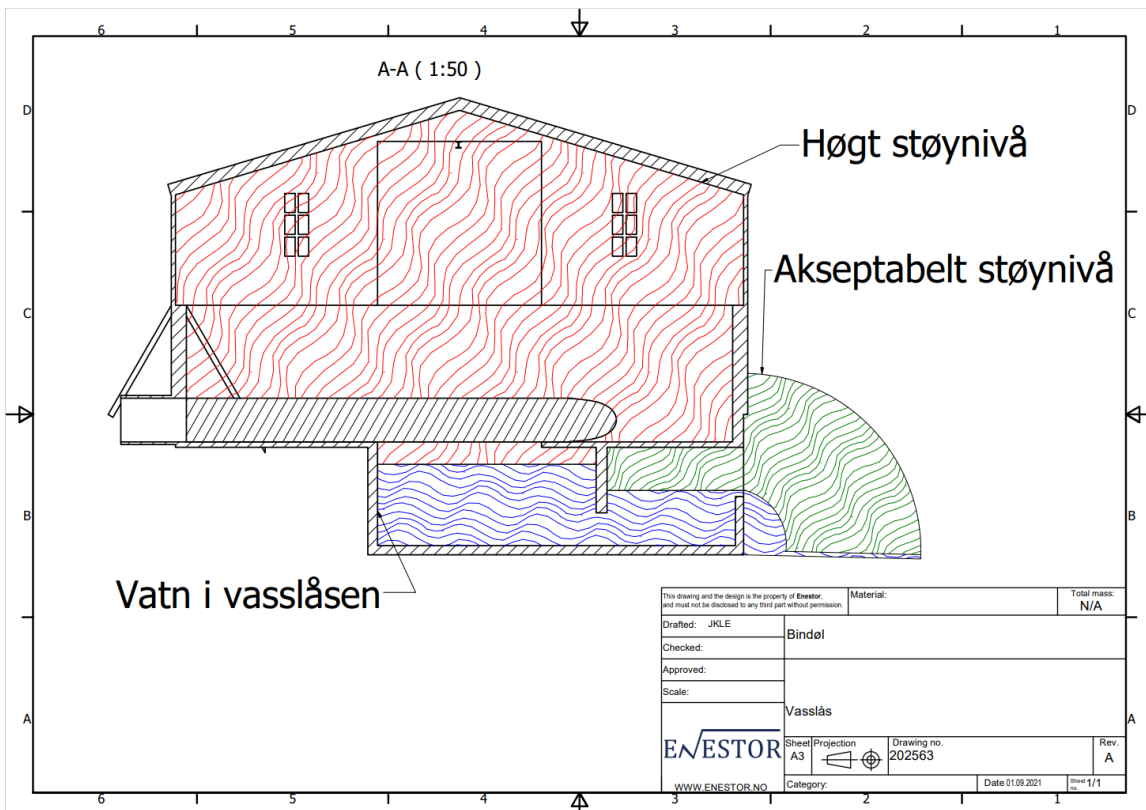 6 5 4 3 2 1
A-A ( 1:50 )
D D
Høgt støynivå
Akseptabelt støynivå
C C
B B
Vatn i vasslåsen
This drawing and the design is the property of Enestor,
and must not be disclosed to any third part without permission.
Material:
Total mass:
N/A
Drafted: JKLE
Bindøl
Checked:
Approved:
Scale:
A A
Vasslås
ENESTOR
WWW.ENESTOR.NO
Sheet
A3
Projection
Drawing no.
202563
Rev.
A
Category:
Date 01.09.2021
Sheet no. 1/1
6 5 4 3 2 1